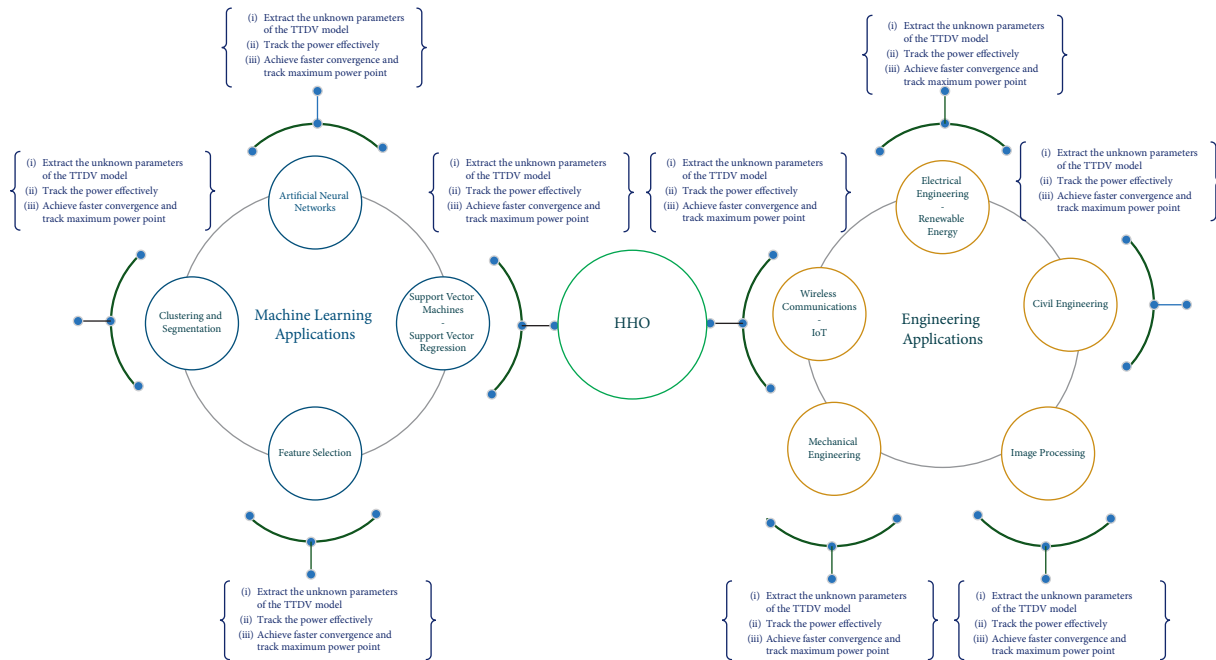 (i) Extract the unknown parameters
of the TTDV model
(ii) Track the power effectively
(iii) Achieve faster convergence and
track maximum power point
(i) Extract the unknown parameters
of the TTDV model
(ii) Track the power effectively
(iii) Achieve faster convergence and
track maximum power point
(i) Extract the unknown parameters
of the TTDV model
(ii) Track the power effectively
(iii) Achieve faster convergence and
track maximum power point
(i) Extract the unknown parameters
of the TTDV model
(ii) Track the power effectively
(iii) Achieve faster convergence and
track maximum power point
(i) Extract the unknown parameters
of the TTDV model
(ii) Track the power effectively
(iii) Achieve faster convergence and
track maximum power point
(i) Extract the unknown parameters
of the TTDV model
(ii) Track the power effectively
(iii) Achieve faster convergence and
track maximum power point
Artificial Neural
Networks
Electrical
Engineering
-
Renewable
Energy
Clustering and
Segmentation
Machine Learning
Applications
Support Vector
Machines
-
Support Vector
Regression
HHO
Wireless
Communications
-
IoT
Engineering
Applications
Civil Engineering
Feature Selection
Mechanical
Engineering
Image Processing
(i) Extract the unknown parameters
of the TTDV model
(ii) Track the power effectively
(iii) Achieve faster convergence and
track maximum power point
(i) Extract the unknown parameters
of the TTDV model
(ii) Track the power effectively
(iii) Achieve faster convergence and
track maximum power point
(i) Extract the unknown parameters
of the TTDV model
(ii) Track the power effectively
(iii) Achieve faster convergence and
track maximum power point